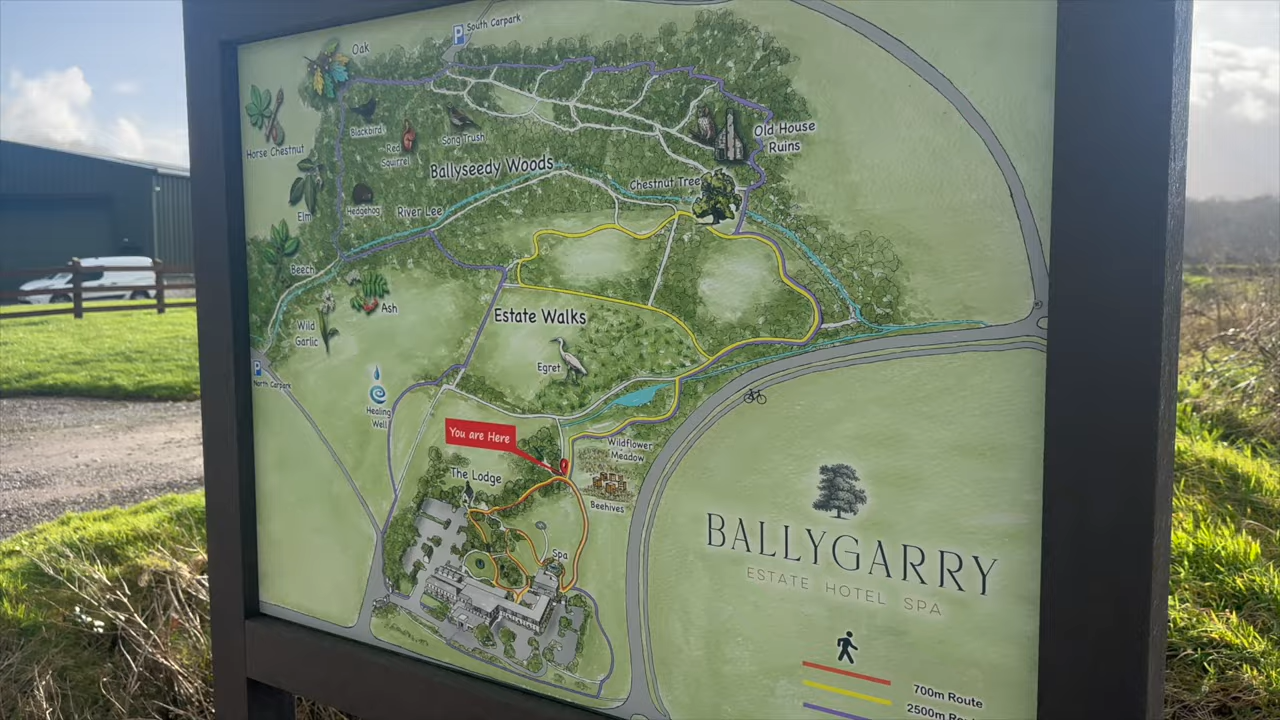 South Carpark
Oak
Horse Chestnut
Blackbird
Red
Squirrel
Song Trush
Old House
Ruins
Ballyseedy Woods
Chestnut Tree
Elm
Hedgehog
River Lee
Beech
Ash
Wild
Garlic
Estate Walks
Egret
North Carpark
Healing
Well
You are Here
Wildflower
Meadow
The Lodge
Beehives
Spa
BALLYGARRY
ESTATE HOTEL SPA
700m Route
2500m
P
P